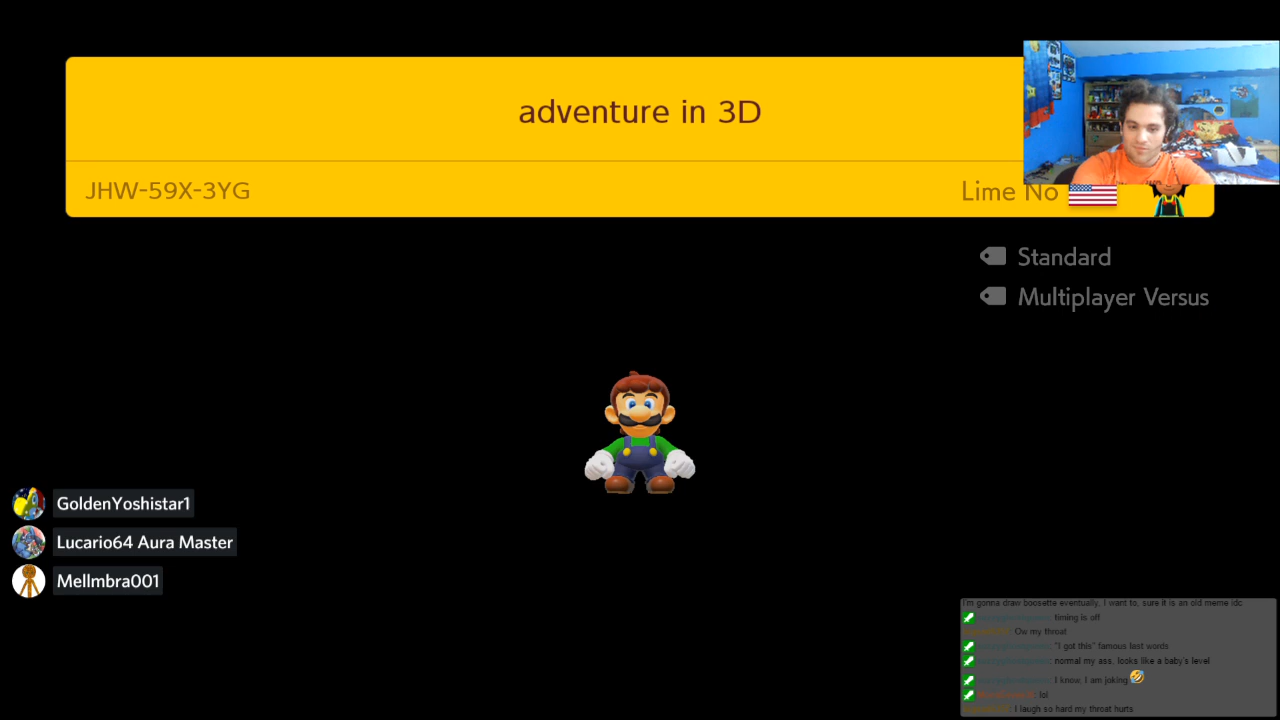 adventure in 3D
JHW-59X-3YG
Lime No
Standard
Multiplayer Versus
GoldenYoshistar1
Lucario64 Aura Master
Mellmbra001
I'm gonna draw boosette eventually, I want to, sure it is an old meme idc
: timing is off
: Ow my throat
: "I got this" famous last words
: normal my ass, looks like a baby's level
: I know, I am joking
: lol
: I laugh so hard my throat hurts